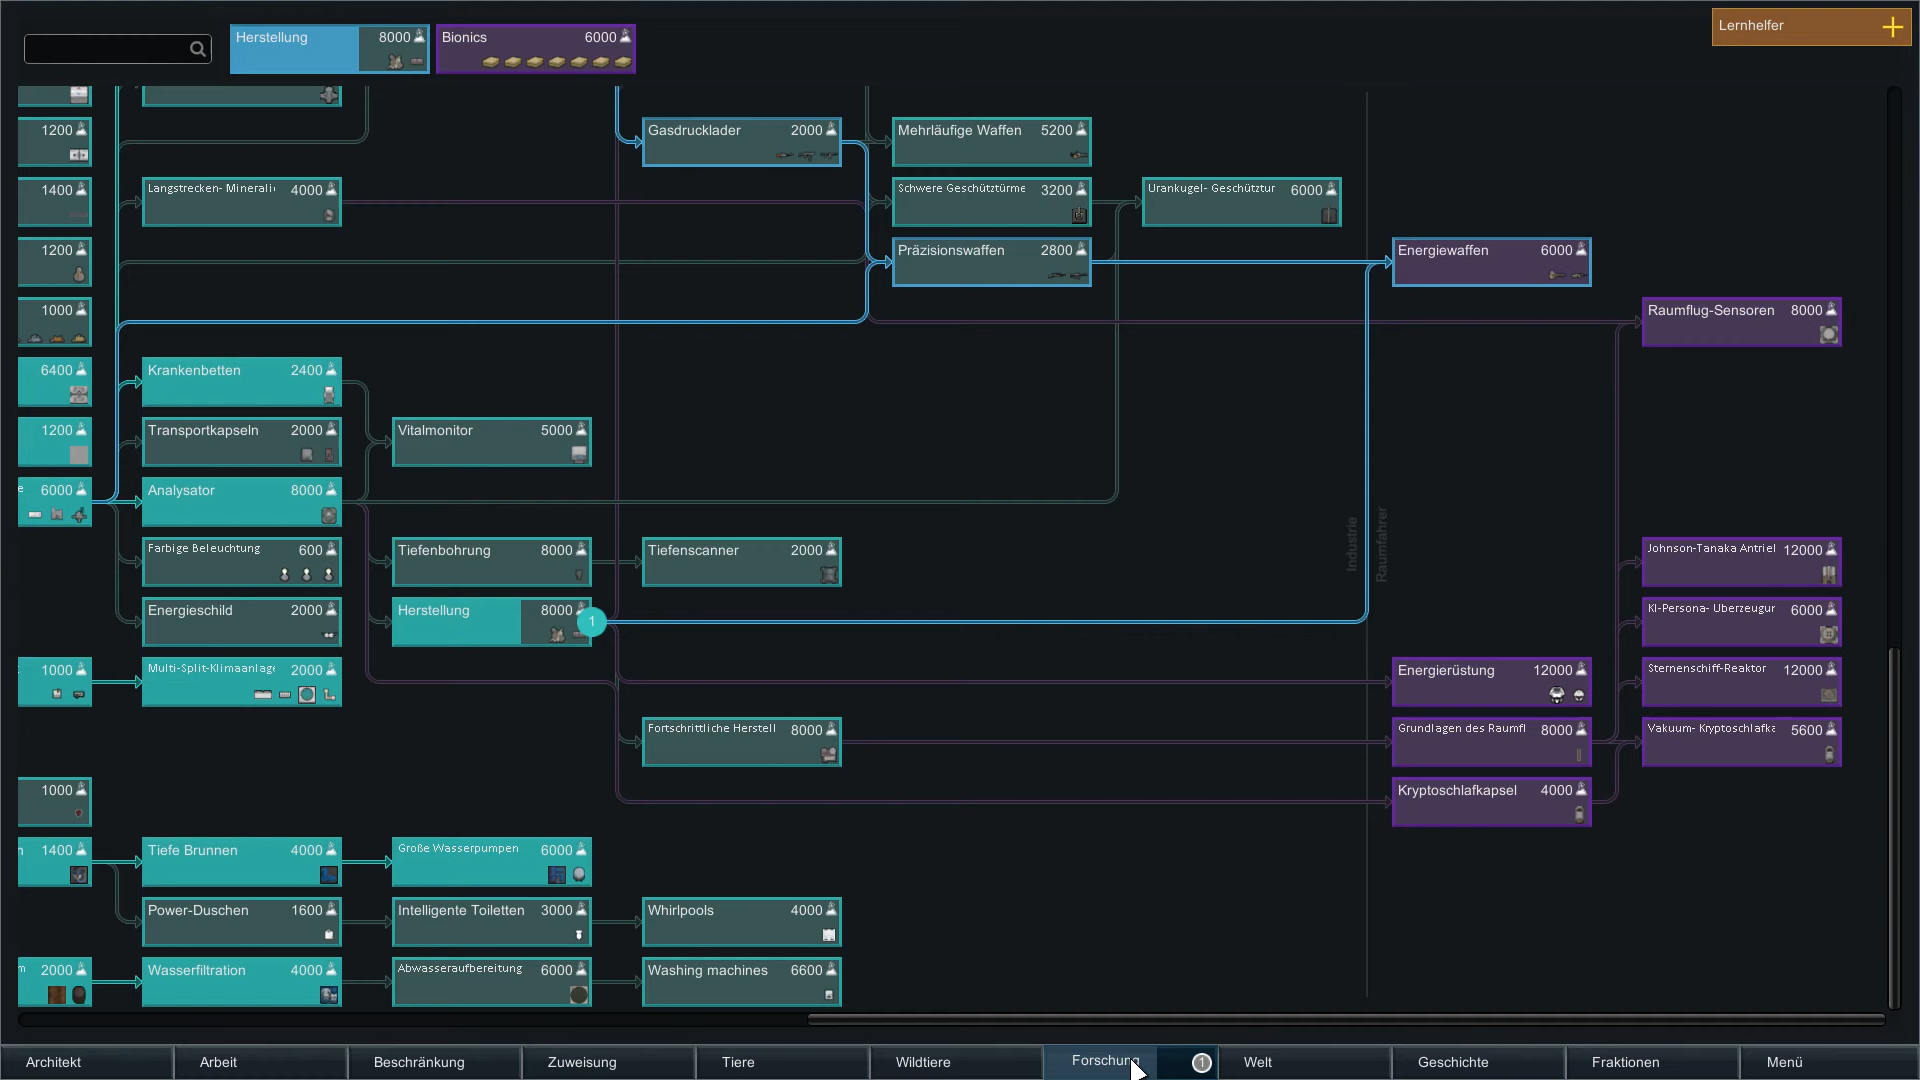 Herstellung 8000
Bionics 6000
Lernhelfer
1200
Gasdrucklader 2000
Mehrläufige Waffen 5200
1400
Langstrecken- Minerali 4000
Schwere Geschütztürme 3200
Urankugel- Geschütztur 6000
1200
Präzisionswaffen 2800
Energiewaffen 6000
1000
Raumflug-Sensoren 8000
6400
Krankenbetten 2400
1200
Transportkapseln 2000
Vitalmonitor 5000
e 6000
Analysator 8000
Industrie
Raumfahrer
Farbige Beleuchtung 600
Tiefenbohrung 8000
Tiefenscanner 2000
Johnson-Tanaka Antriel 12000
Energieschild 2000
Herstellung 8000
1
KI-Persona- Überzeugur 6000
1000
Multi-Split-Klimaanlage 2000
Energierüstung 12000
Sternenschiff-Reaktor 12000
Fortschrittliche Herstell 8000
Grundlagen des Raumfl 8000
Vakuum- Kryptoschlafka 5600
1000
Kryptoschlafkapsel 4000
1400
Tiefe Brunnen 4000
Große Wasserpumpen 6000
Power-Duschen 1600
Intelligente Toiletten 3000
Whirlpools 4000
2000
Wasserfiltration 4000
Abwasseraufbereitung 6000
Washing machines 6600
Architekt
Arbeit
Beschränkung
Zuweisung
Tiere
Wildtiere
Forschung
1
Welt
Geschichte
Fraktionen
Menü